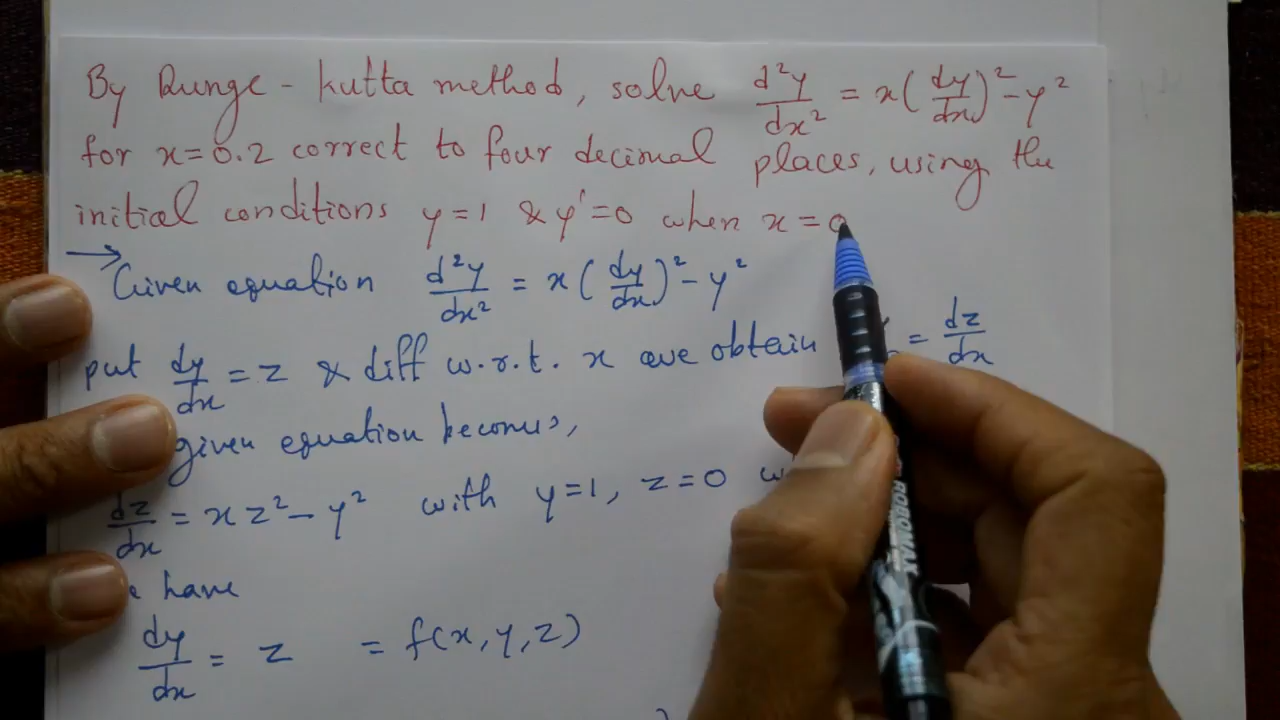 By Runge-Kutta method, solve d²y/dx² = x(dy/dx)² - y²
for x=0.2 correct to four decimal places, using the
initial conditions y=1 & y'=0 when x=0
→ Given equation d²y/dx² = x(dy/dx)² - y²
put dy/dx = z & diff w.r.t. x we obtain = dz/dx
given equation becomes,
dz/dx = xz² - y² with y=1, z=0
have
dy/dx = z = f(x,y,z)
ROBOMAX